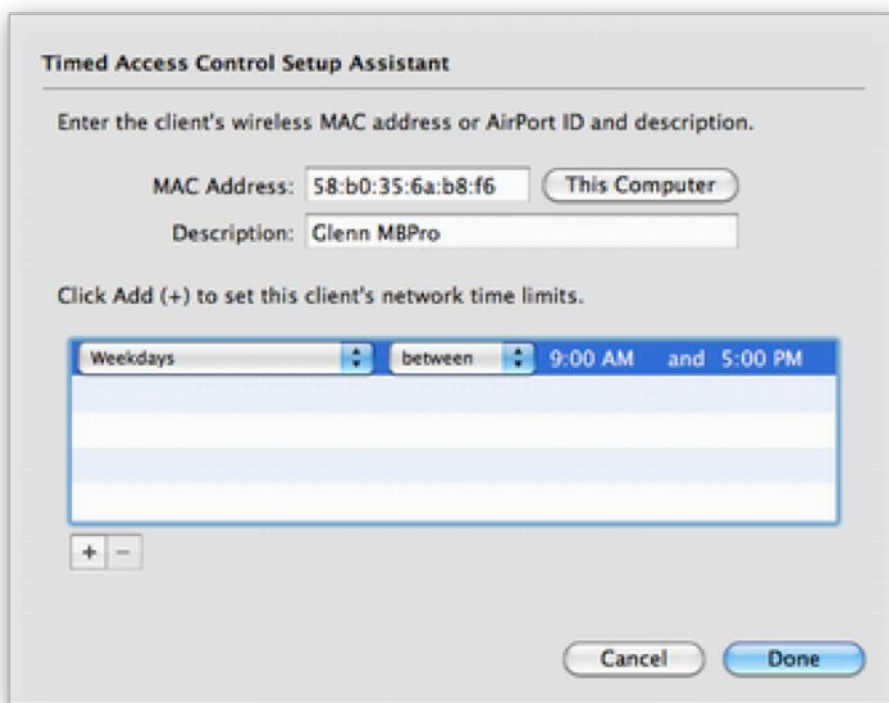 Timed Access Control Setup Assistant
Enter the client's wireless MAC address or AirPort ID and description.
MAC Address: 58:b0:35:6a:b8:f6 This Computer
Description: Glenn MBPro
Click Add (+) to set this client's network time limits.
Weekdays between 9:00 AM and 5:00 PM
+ −
Cancel Done